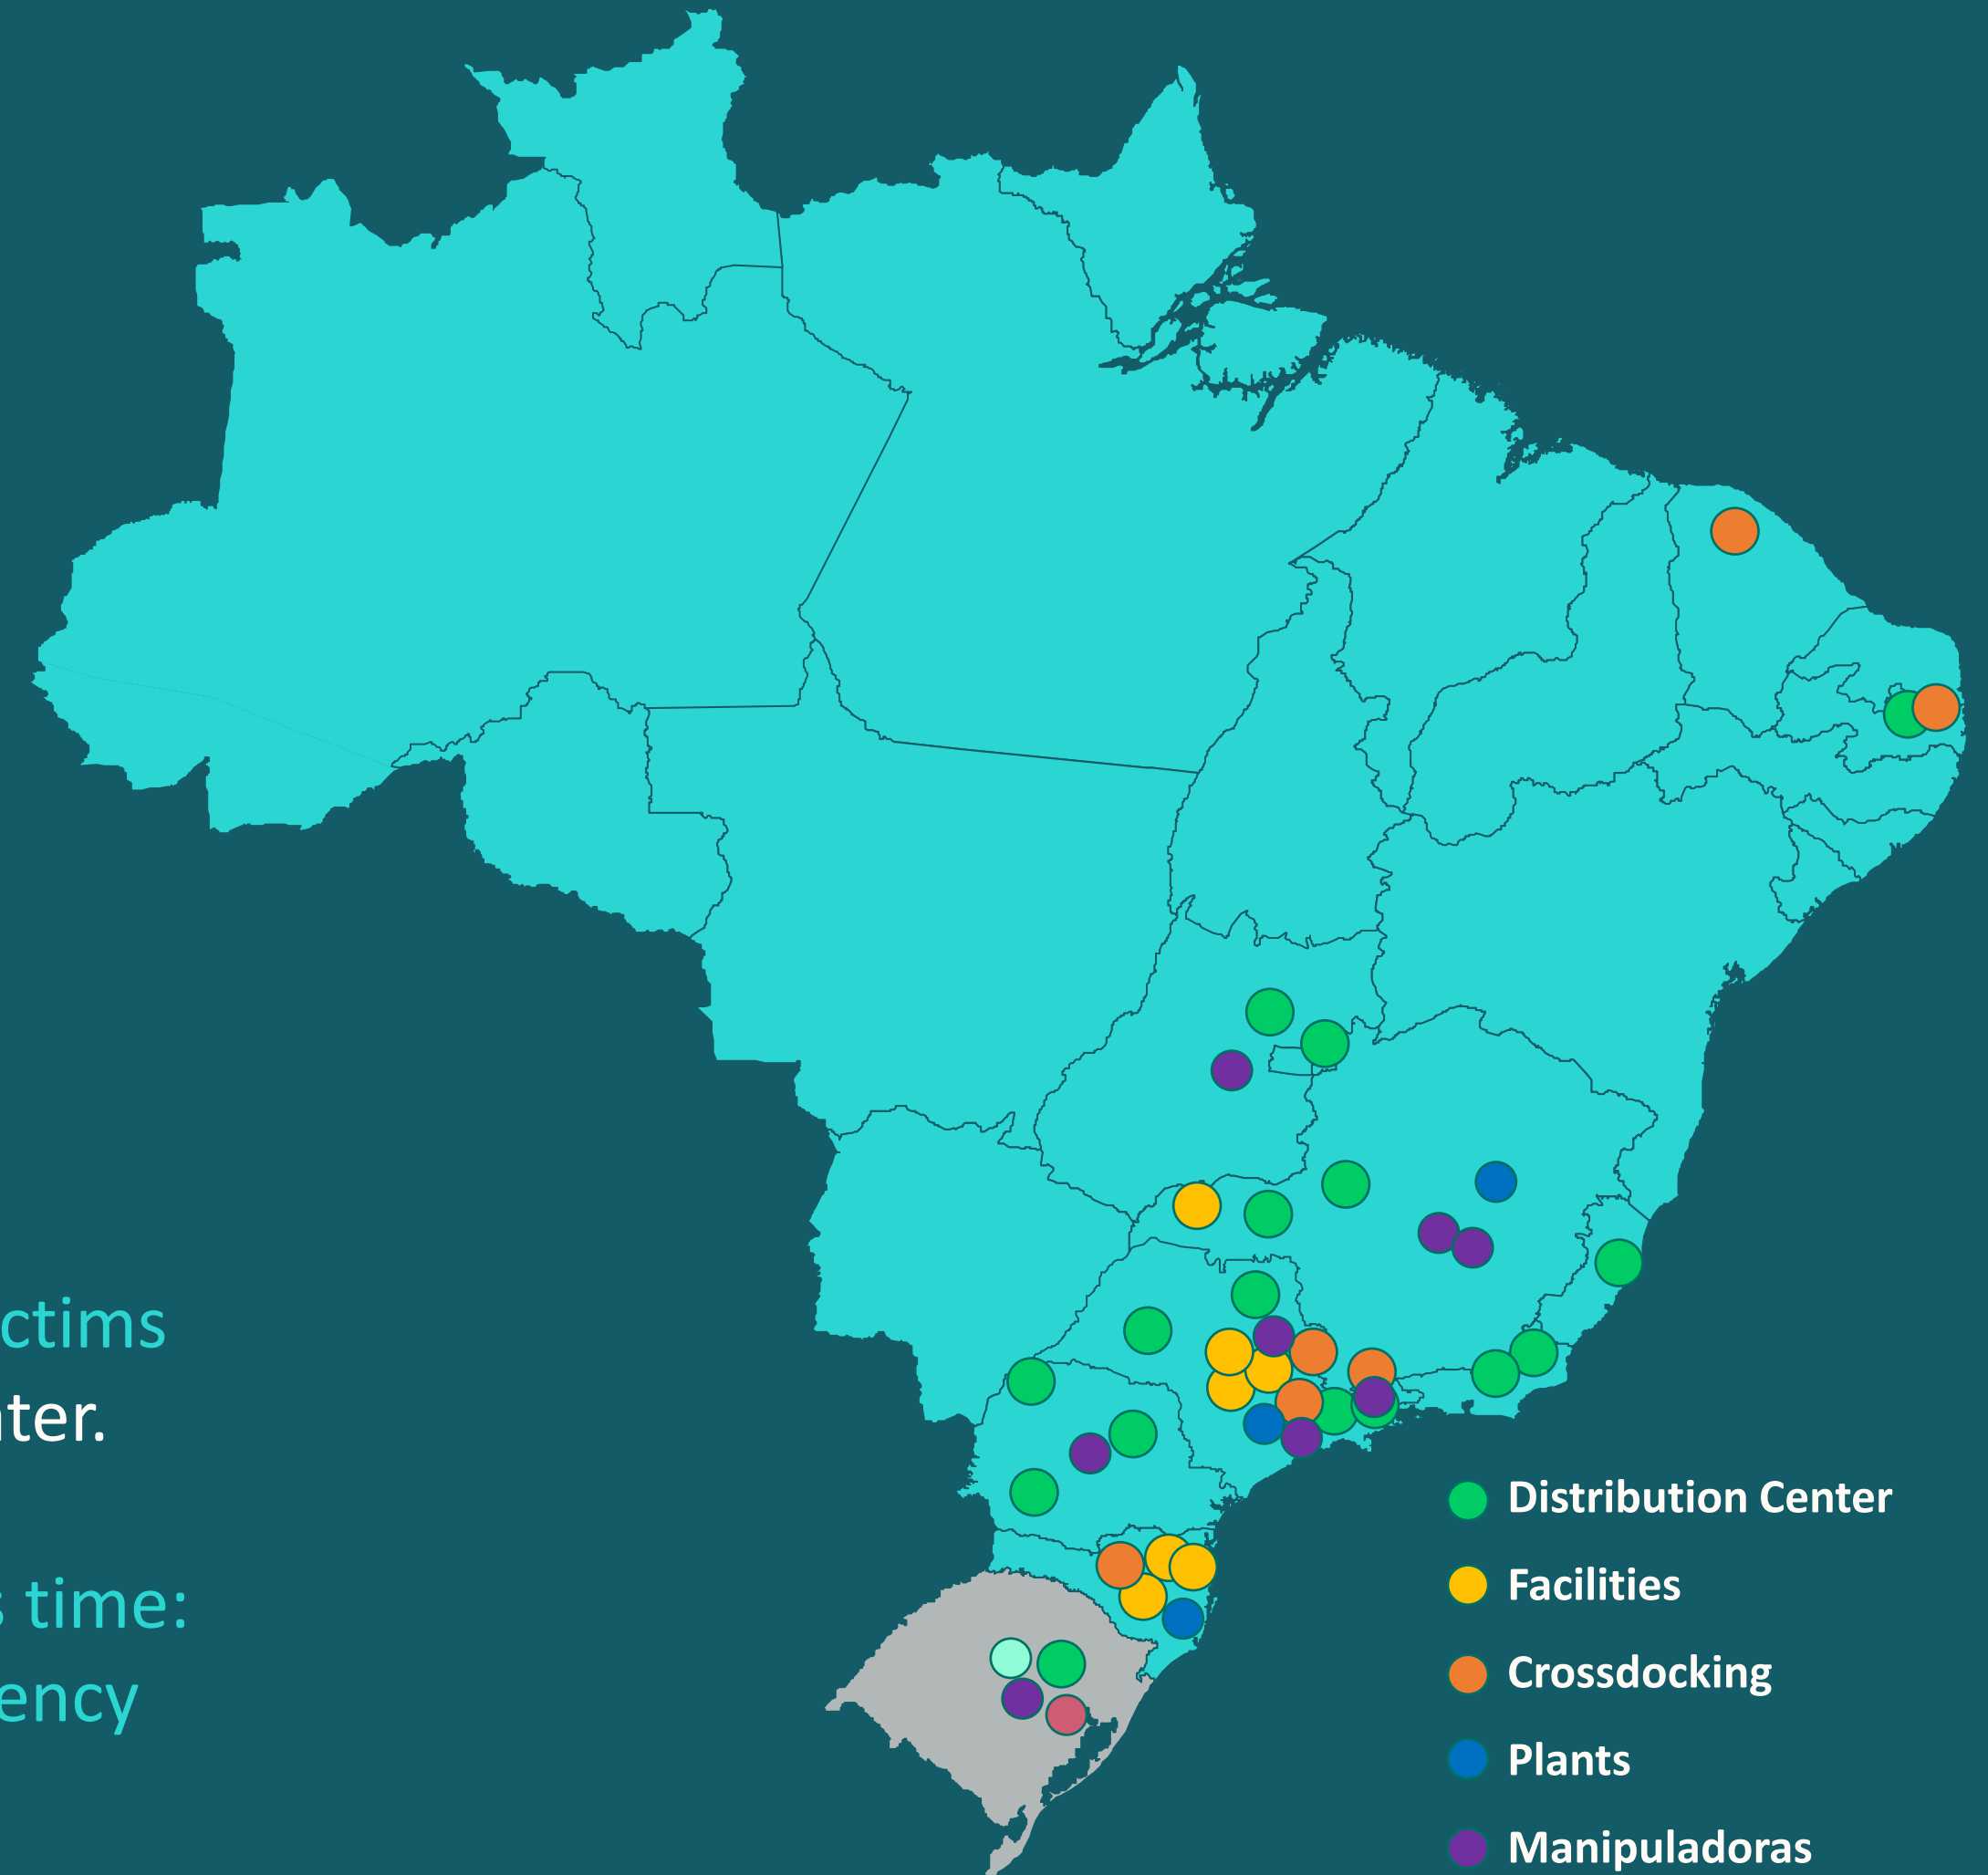 ctims
ter.
time:
ency
Distribution Center
Facilities
Crossdocking
Plants
Manipuladoras